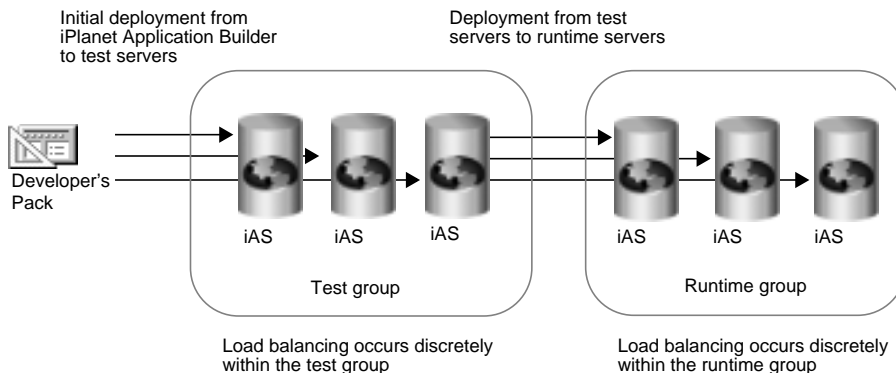 Initial deployment from
iPlanet Application Builder
to test servers
Deployment from test
servers to runtime servers
Developer's
Pack
iAS
iAS
iAS
iAS
iAS
iAS
Test group
Runtime group
Load balancing occurs discretely
within the test group
Load balancing occurs discretely
within the runtime group